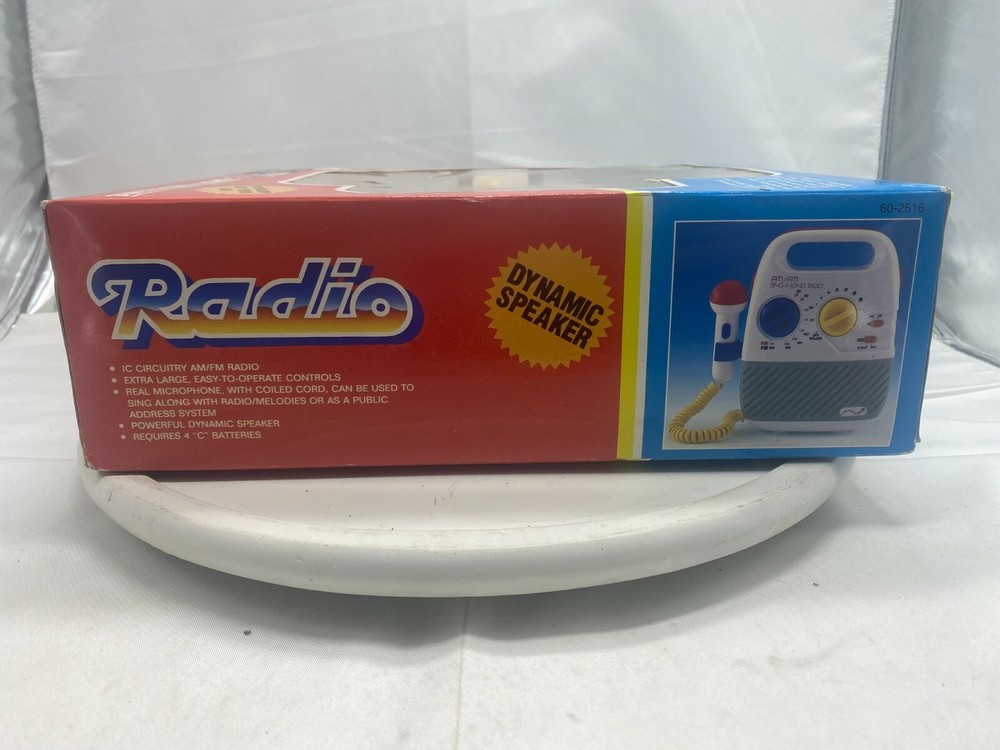 Radio
• IC CIRCUITRY AM/FM RADIO
• EXTRA LARGE, EASY-TO-OPERATE CONTROLS
• REAL MICROPHONE, WITH COILED CORD, CAN BE USED TO
SING ALONG WITH RADIO/MELODIES OR AS A PUBLIC
ADDRESS SYSTEM
• POWERFUL DYNAMIC SPEAKER
• REQUIRES 4 "C" BATTERIES
DYNAMIC
SPEAKER
60-2516
AM/FM
SING-A-LONG RADIO